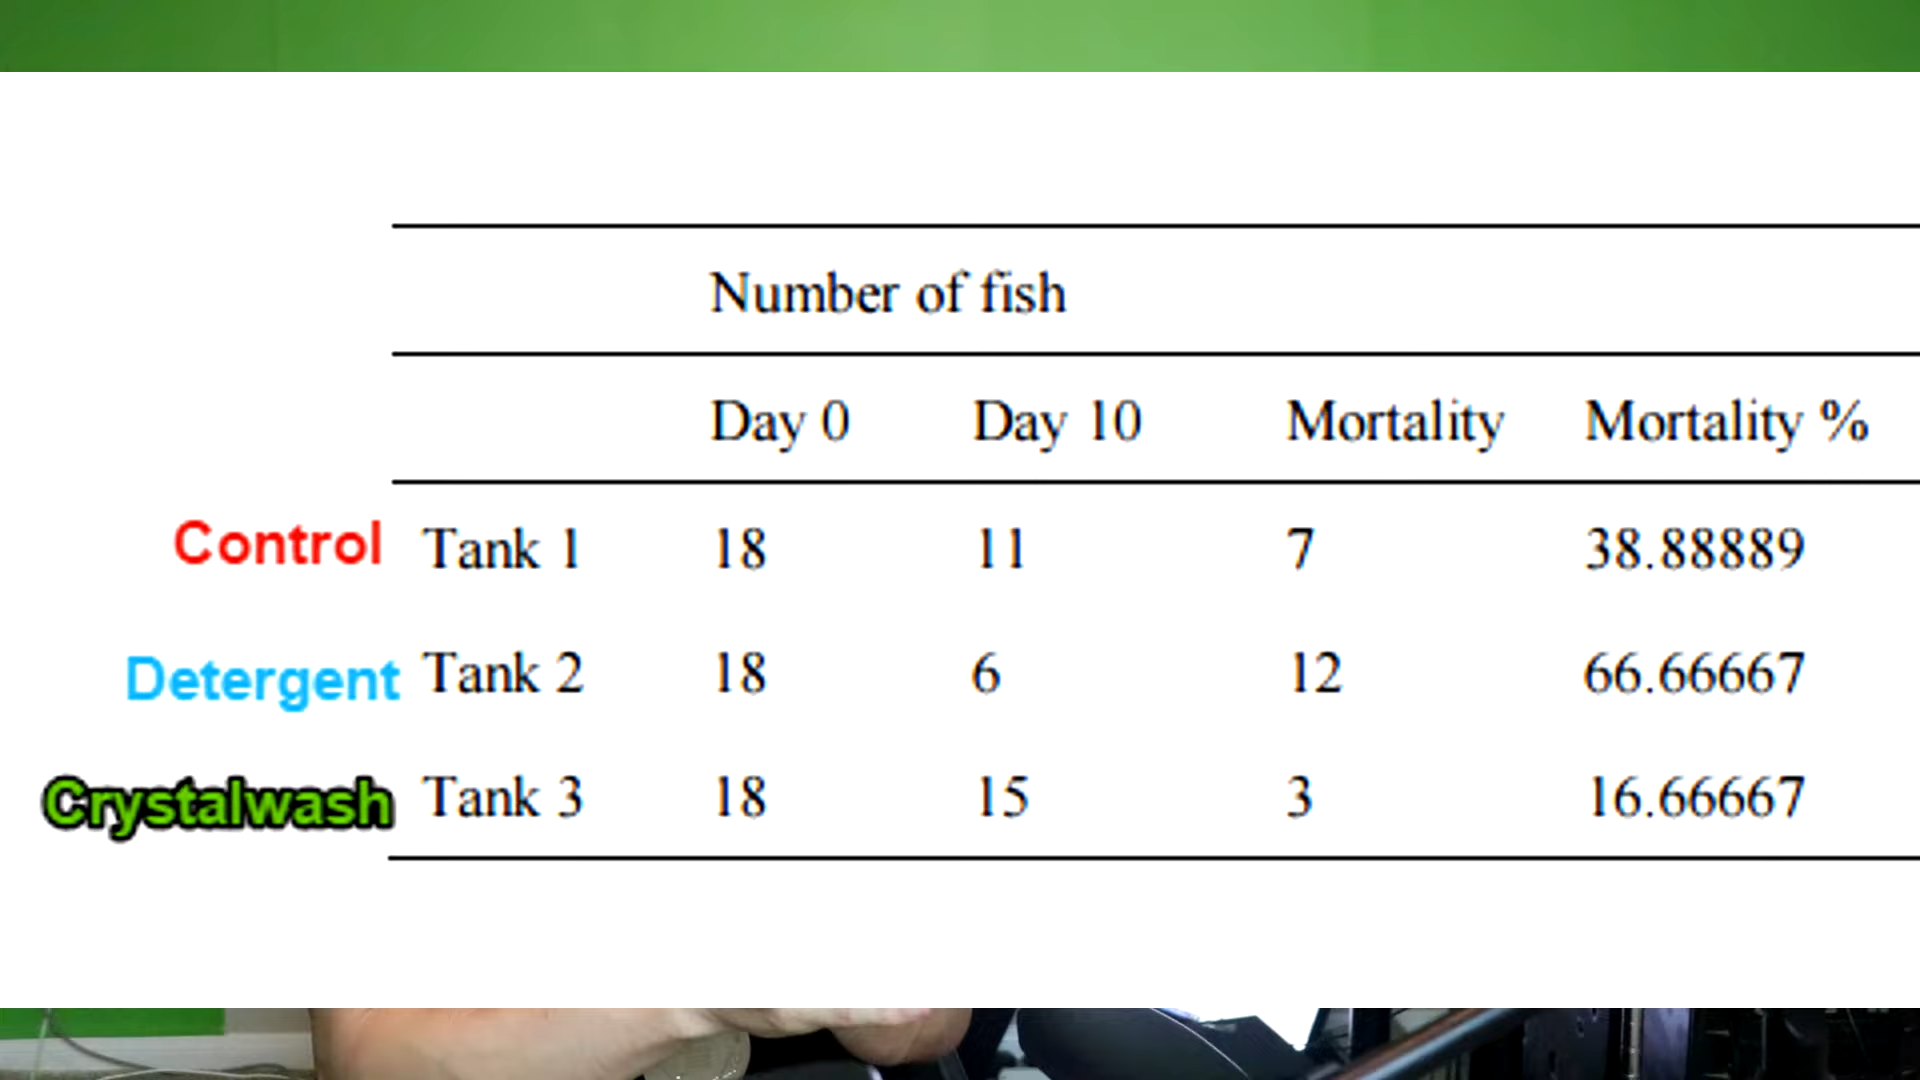 Number of fish
Day 0 Day 10 Mortality Mortality %
Control Tank 1 18 11 7 38.88889
Detergent Tank 2 18 6 12 66.66667
Crystalwash Tank 3 18 15 3 16.66667